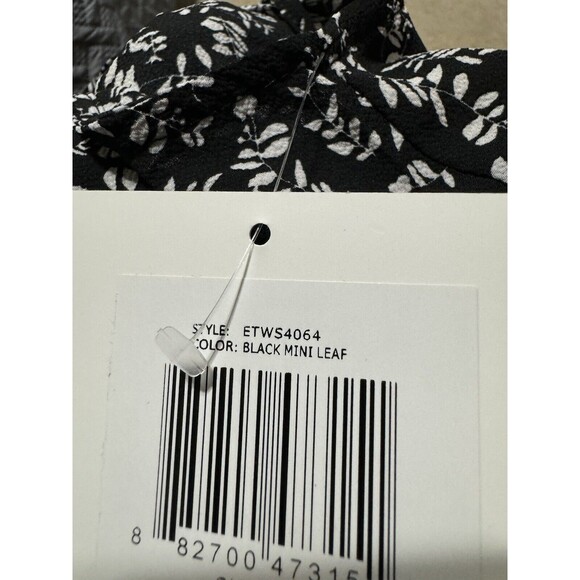 STYLE: ETWS4064
COLOR: BLACK MINI LEAF
8 82700 47315